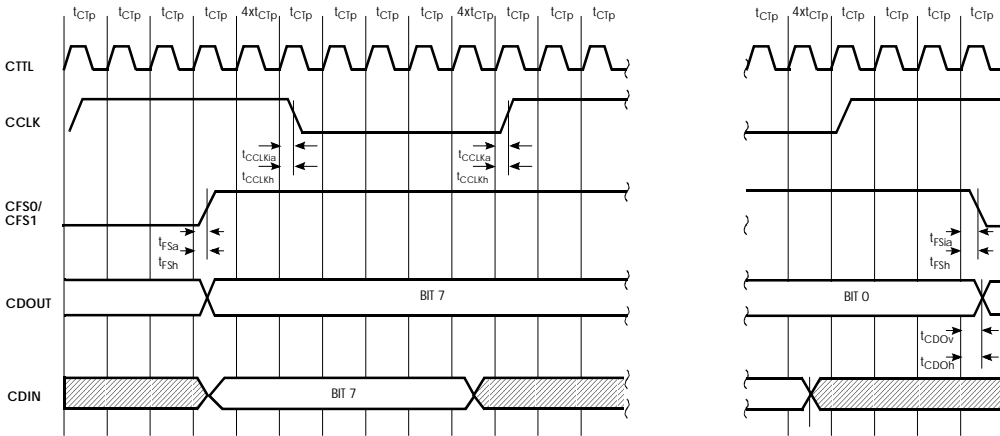 tCTp tCTp tCTp tCTp 4xtCTp tCTp tCTp tCTp tCTp 4xtCTp tCTp tCTp tCTp tCTp 4xtCTp tCTp tCTp tCTp tCTp
CTTL
CCLK
tCCLKia tCCLKa
tCCLKh tCCLKh
CFS0/
CFS1
tFSa tFSia
tFSh tFSh
CDOUT BIT 7 BIT 0
tCDOv
tCDOh
CDIN BIT 7